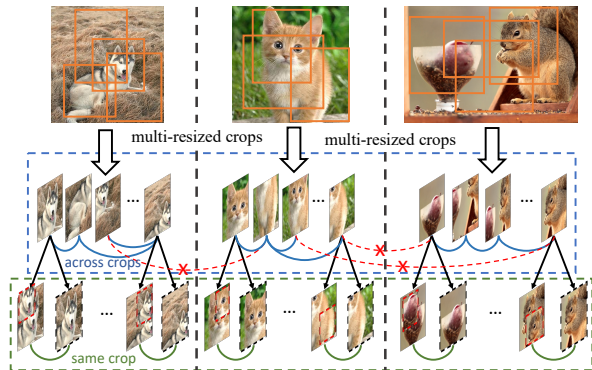 multi-resized crops
multi-resized crops
...
...
...
across crops
X
X
X
...
...
...
same crop